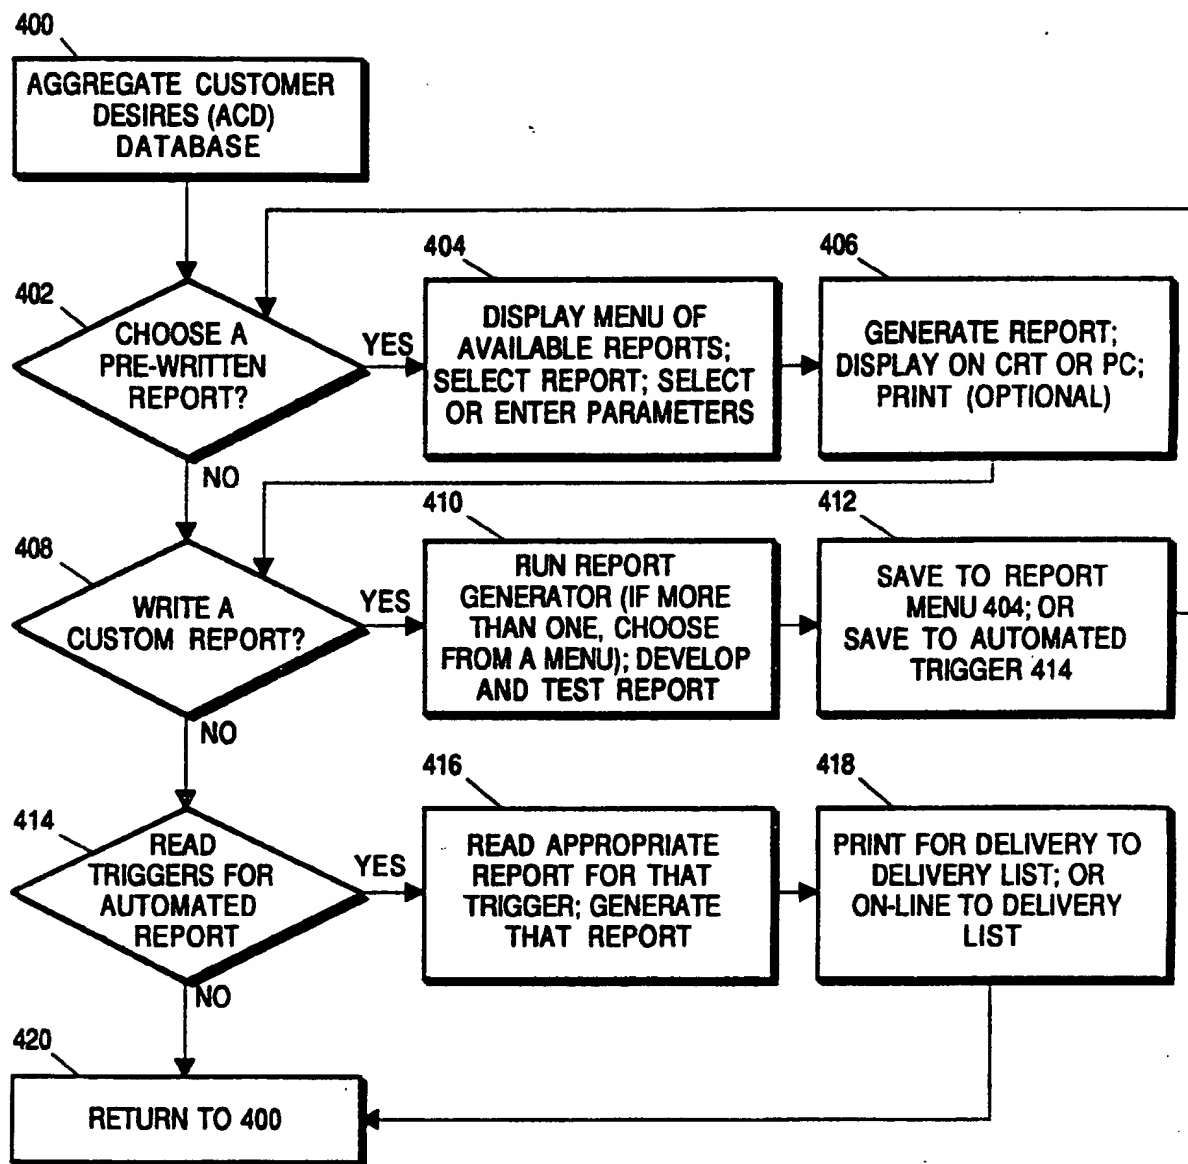 400
AGGREGATE CUSTOMER
DESIRES (ACD)
DATABASE
402
CHOOSE A
PRE-WRITTEN
REPORT?
YES
NO
404
DISPLAY MENU OF
AVAILABLE REPORTS;
SELECT REPORT; SELECT
OR ENTER PARAMETERS
406
GENERATE REPORT;
DISPLAY ON CRT OR PC;
PRINT (OPTIONAL)
408
WRITE A
CUSTOM REPORT?
YES
NO
410
RUN REPORT
GENERATOR (IF MORE
THAN ONE, CHOOSE
FROM A MENU); DEVELOP
AND TEST REPORT
412
SAVE TO REPORT
MENU 404; OR
SAVE TO AUTOMATED
TRIGGER 414
414
READ
TRIGGERS FOR
AUTOMATED
REPORT
YES
NO
416
READ APPROPRIATE
REPORT FOR THAT
TRIGGER; GENERATE
THAT REPORT
418
PRINT FOR DELIVERY TO
DELIVERY LIST; OR
ON-LINE TO DELIVERY
LIST
420
RETURN TO 400